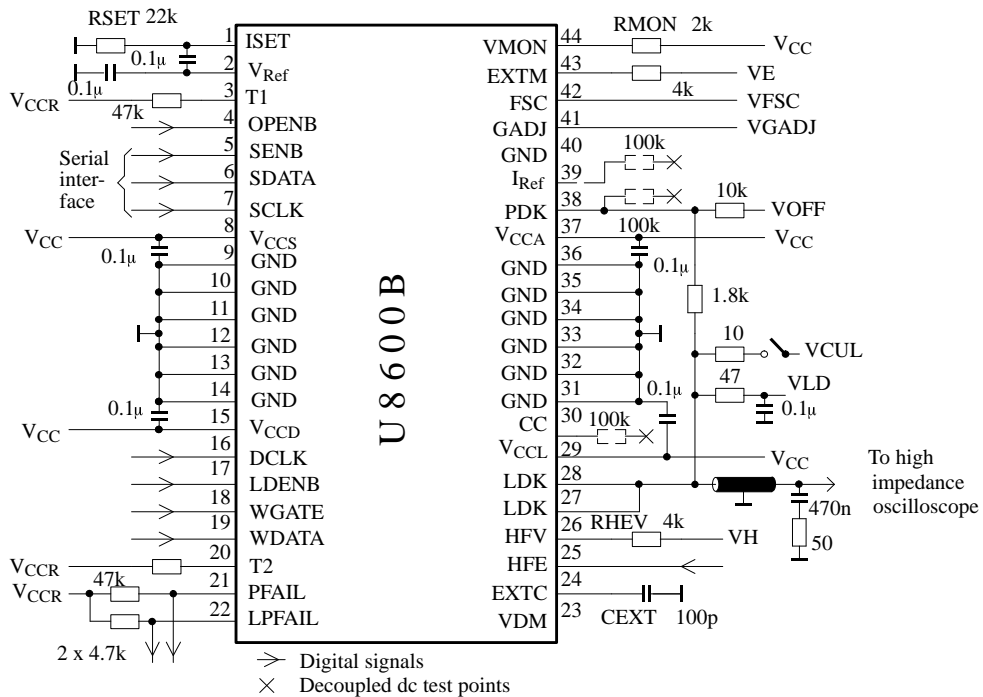 RSET 22k
1
ISET
0.1μ
2
VRef
0.1μ
3
T1
VCCR
47k
4
OPENB
5
SENB
Serial
inter-
face
6
SDATA
7
SCLK
8
VCC
VCCS
0.1μ
9
GND
10
GND
11
GND
12
GND
13
GND
14
GND
0.1μ
15
VCC
VCCD
16
DCLK
17
LDENB
18
WGATE
19
WDATA
20
VCCR
T2
47k
21
VCCR
PFAIL
22
LPFAIL
2 x 4.7k
U8600B
44
VMON
RMON 2k
VCC
43
EXTM
VE
4k
42
FSC
VFSC
41
GADJ
VGADJ
40
GND
100k
39
IRef
38
PDK
10k
VOFF
100k
37
VCCA
VCC
36
GND
0.1μ
35
GND
34
GND
1.8k
33
GND
32
GND
10
VCUL
31
GND
47
VLD
0.1μ
0.1μ
30
CC
100k
29
VCCL
VCC
28
LDK
To high
impedance
oscilloscope
27
LDK
470n
50
26
HFV
RHEV 4k
VH
25
HFE
24
EXTC
CEXT 100p
23
VDM
Digital signals
Decoupled dc test points